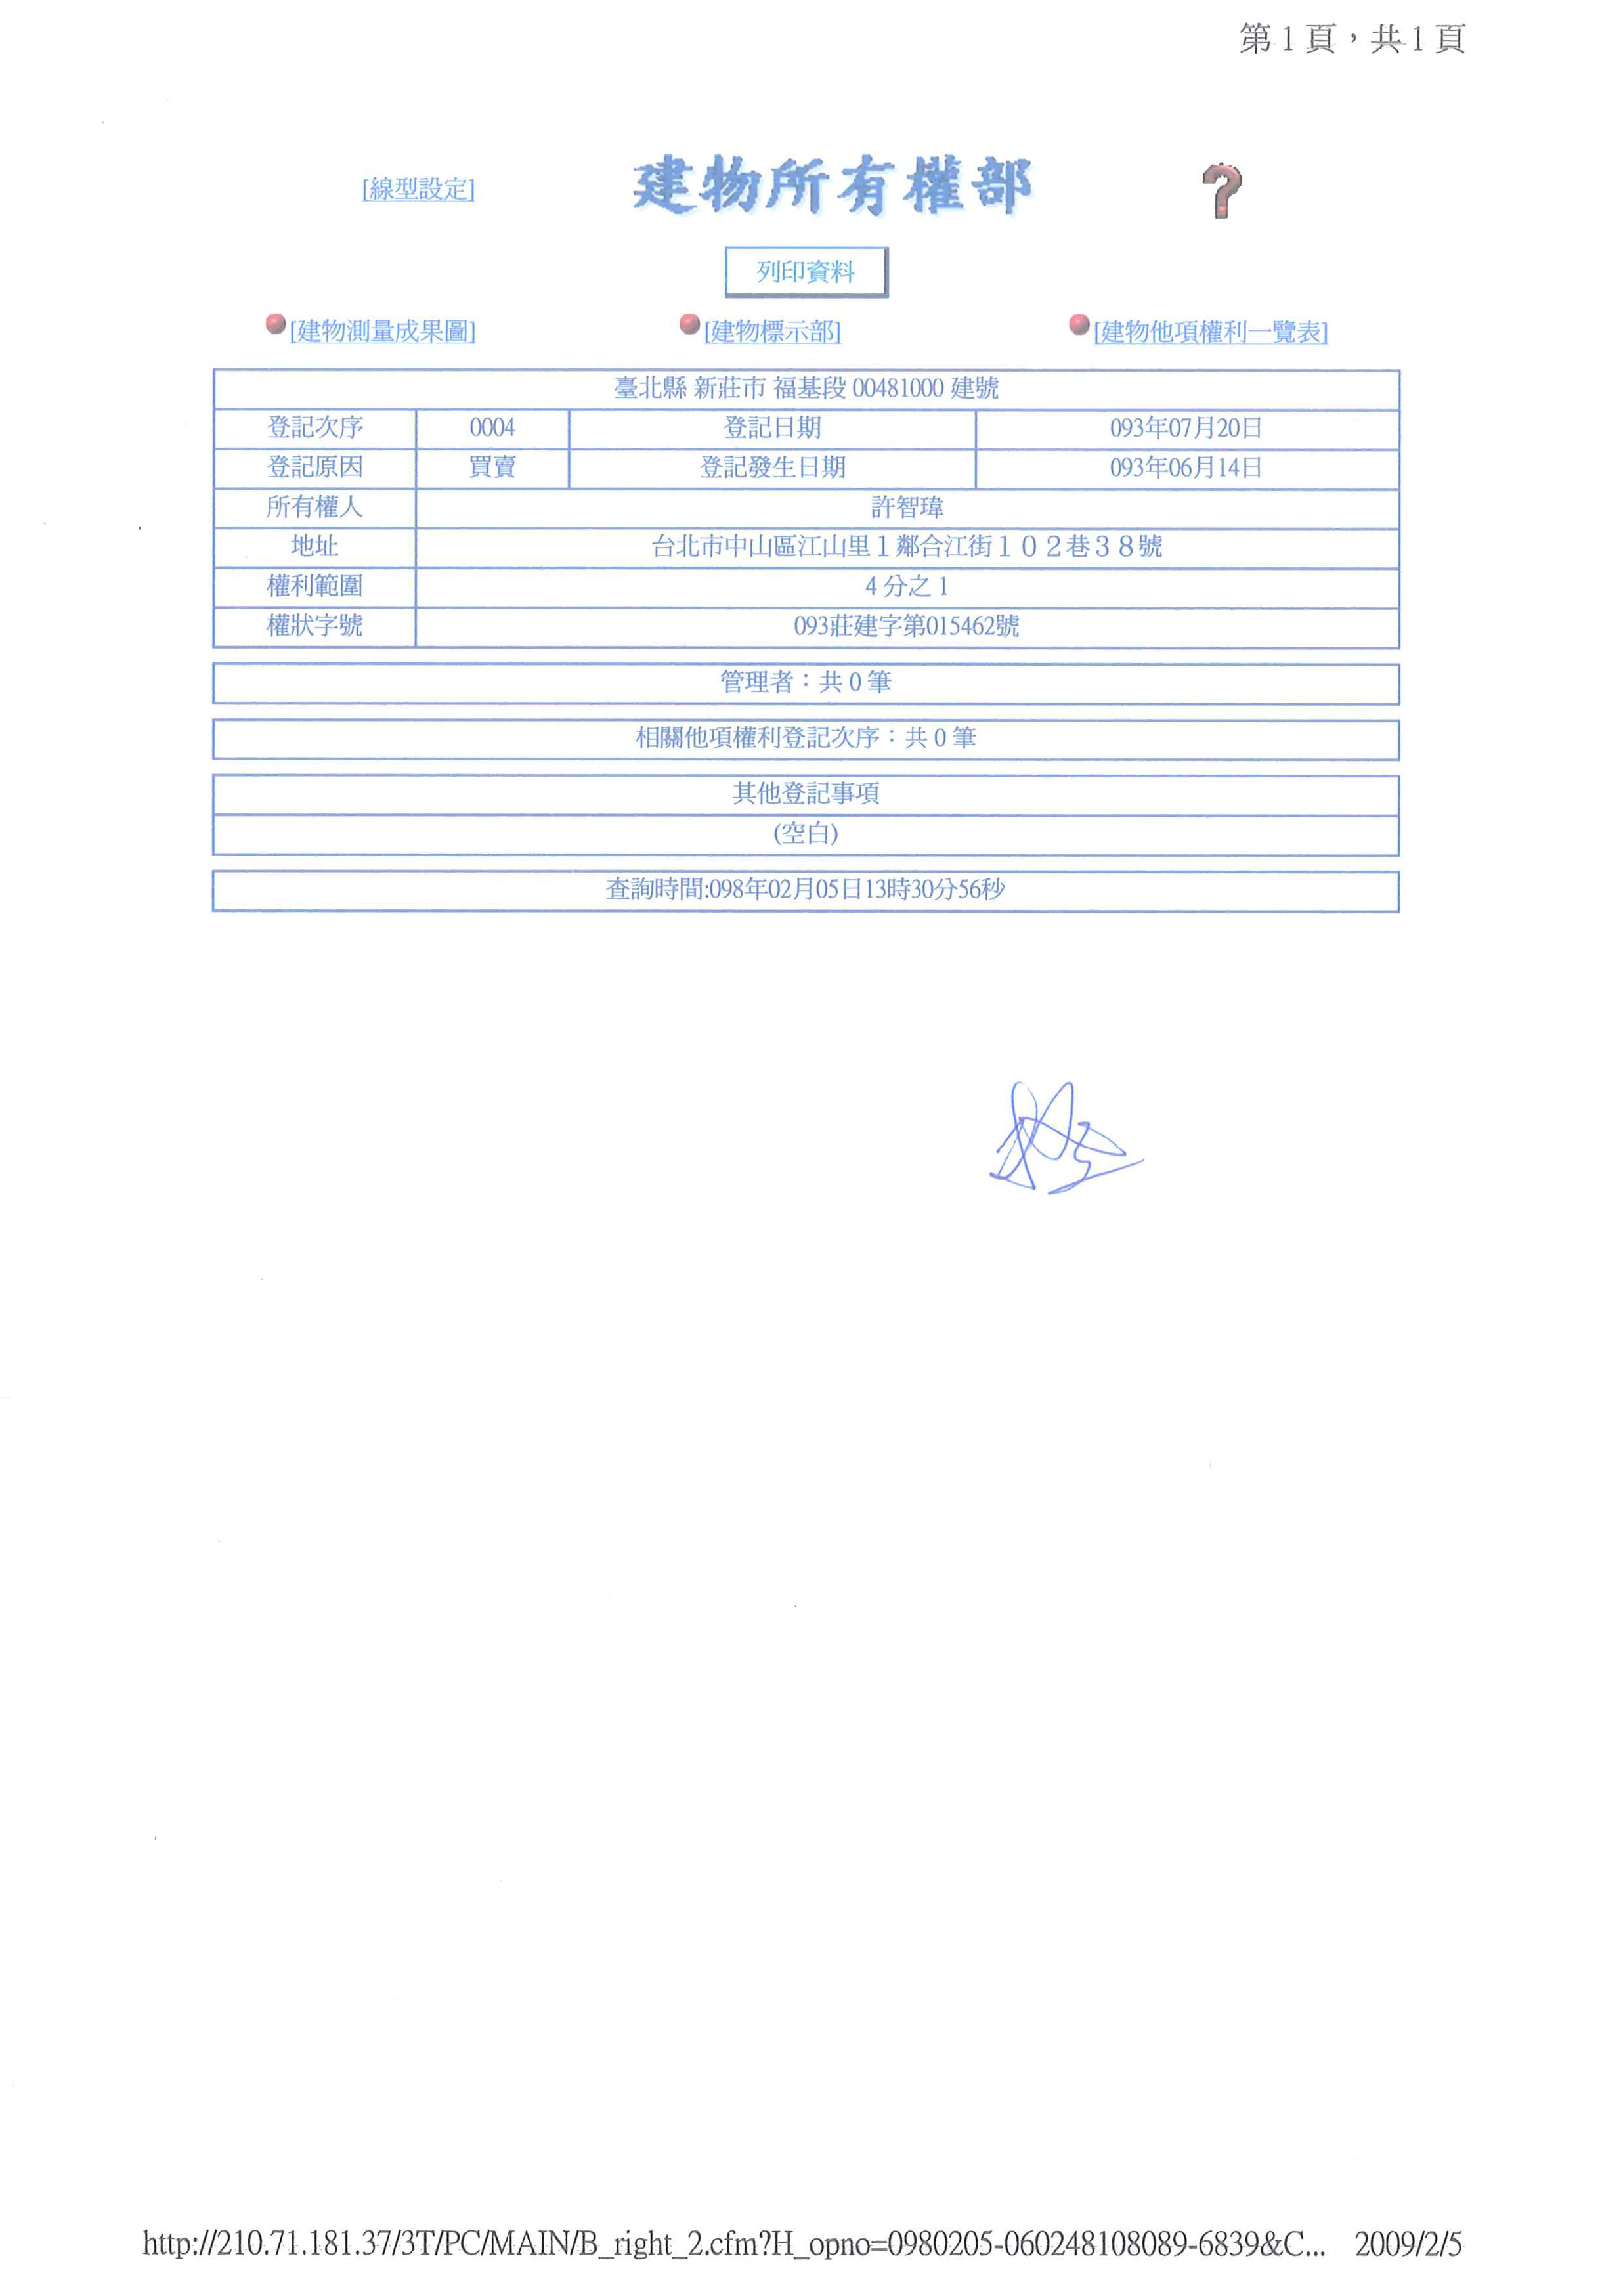 第1頁，共1頁
[線型設定]
建物所有權部
列印資料
[建物測量成果圖] [建物標示部] [建物他項權利一覽表]
臺北縣 新莊市 福基段 00481000 建號
登記次序 0004 登記日期 093年07月20日
登記原因 買賣 登記發生日期 093年06月14日
所有權人 許智瑋
地址 台北市中山區江山里１鄰合江街１０２巷３８號
權利範圍 4分之1
權狀字號 093莊建字第015462號
管理者：共0筆
相關他項權利登記次序：共0筆
其他登記事項
(空白)
查詢時間:098年02月05日13時30分56秒
http://210.71.181.37/3T/PC/MAIN/B_right_2.cfm?H_opno=0980205-060248108089-6839&C... 2009/2/5